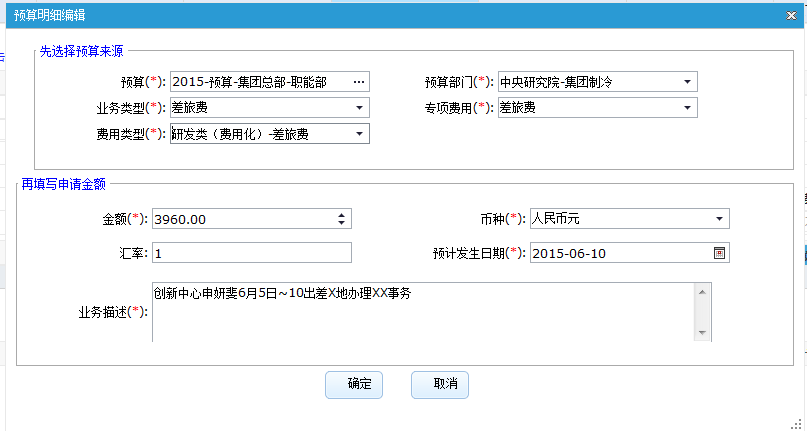 预算明细编辑
先选择预算来源
预算(*): 2015-预算-集团总部-职能部 ... 预算部门(*): 中央研究院-集团制冷
业务类型(*): 差旅费 专项费用(*): 差旅费
费用类型(*): 研发类（费用化）-差旅费
再填写申请金额
金额(*): 3960.00 币种(*): 人民币元
汇率: 1 预计发生日期(*): 2015-06-10
业务描述(*): 创新中心申妍斐6月5日~10出差X地办理XX事务
确定 取消